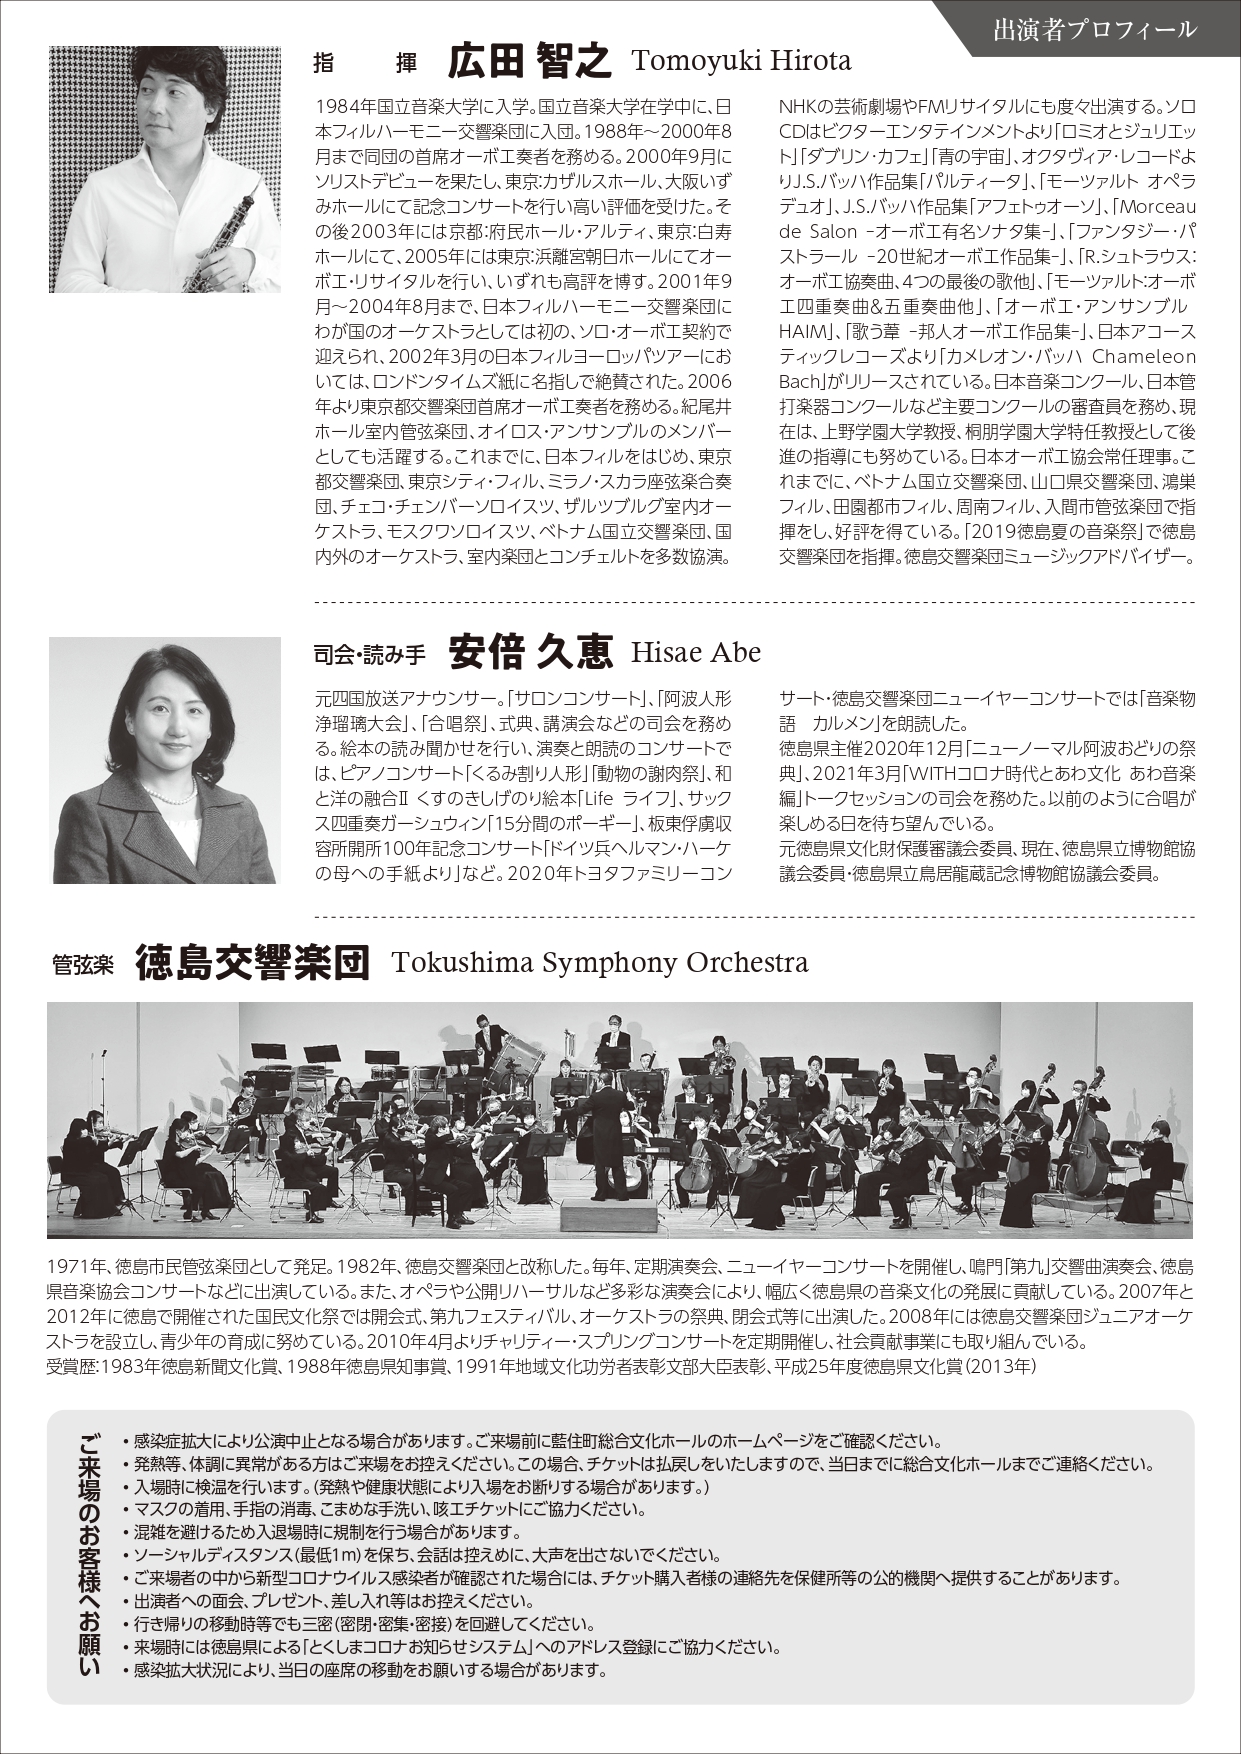 出演者プロフィール
指　揮　広田 智之 Tomoyuki Hirota
1984年国立音楽大学に入学。国立音楽大学在学中に、日
本フィルハーモニー交響楽団に入団。1988年～2000年8
月まで同団の首席オーボエ奏者を務める。2000年9月に
ソリストデビューを果たし、東京:カザルスホール、大阪いず
みホールにて記念コンサートを行い高い評価を受けた。そ
の後2003年には京都:府民ホール・アルティ、東京:白寿
ホールにて、2005年には東京:浜離宮朝日ホールにてオー
ボエ・リサイタルを行い、いずれも高評を博す。2001年9
月～2004年8月まで、日本フィルハーモニー交響楽団に
わが国のオーケストラとしては初の、ソロ・オーボエ契約で
迎えられ、2002年3月の日本フィルヨーロッパツアーにお
いては、ロンドンタイムズ紙に名指しで絶賛された。2006
年より東京都交響楽団首席オーボエ奏者を務める。紀尾井
ホール室内管弦楽団、オイロス・アンサンブルのメンバー
としても活躍する。これまでに、日本フィルをはじめ、東京
都交響楽団、東京シティ・フィル、ミラノ・スカラ座弦楽合奏
団、チェコ・チェンバーソロイスツ、ザルツブルグ室内オー
ケストラ、モスクワソロイスツ、ベトナム国立交響楽団、国
内外のオーケストラ、室内楽団とコンチェルトを多数協演。
NHKの芸術劇場やFMリサイタルにも度々出演する。ソロ
CDはビクターエンタテインメントより「ロミオとジュリエッ
ト」「ダブリン・カフェ」「青の宇宙」、オクタヴィア・レコードよ
りJ.S.バッハ作品集「パルティータ」、「モーツァルト オペラ
デュオ」、J.S.バッハ作品集「アフェトゥオーソ」、「Morceau
de Salon -オーボエ有名ソナタ集-」、「ファンタジー・パ
ストラール -20世紀オーボエ作品集-」、「R.シュトラウス:
オーボエ協奏曲、4つの最後の歌他」、「モーツァルト:オーボ
エ四重奏曲&五重奏曲他」、「オーボエ・アンサンブル
HAIM」、「歌う葦 -邦人オーボエ作品集-」、日本アコース
ティックレコーズより「カメレオン・バッハ Chameleon
Bach」がリリースされている。日本音楽コンクール、日本管
打楽器コンクールなど主要コンクールの審査員を務め、現
在は、上野学園大学教授、桐朋学園大学特任教授として後
進の指導にも努めている。日本オーボエ協会常任理事。こ
れまでに、ベトナム国立交響楽団、山口県交響楽団、鴻巣
フィル、田園都市フィル、周南フィル、入間市管弦楽団で指
揮をし、好評を得ている。「2019徳島夏の音楽祭」で徳島
交響楽団を指揮。徳島交響楽団ミュージックアドバイザー。
司会・読み手　安倍 久恵 Hisae Abe
元四国放送アナウンサー。「サロンコンサート」、「阿波人形
浄瑠璃大会」、「合唱祭」、式典、講演会などの司会を務め
る。絵本の読み聞かせを行い、演奏と朗読のコンサートで
は、ピアノコンサート「くるみ割り人形」「動物の謝肉祭」、和
と洋の融合Ⅱ くすのきしげのり絵本「Life ライフ」、サック
ス四重奏ガーシュウィン「15分間のポーギー」、板東俘虜収
容所開所100年記念コンサート「ドイツ兵ヘルマン・ハーケ
の母への手紙より」など。2020年トヨタファミリーコン
サート・徳島交響楽団ニューイヤーコンサートでは「音楽物
語　カルメン」を朗読した。
徳島県主催2020年12月「ニューノーマル阿波おどりの祭
典」、2021年3月「WITHコロナ時代とあわ文化 あわ音楽
編」トークセッションの司会を務めた。以前のように合唱が
楽しめる日を待ち望んでいる。
元徳島県文化財保護審議会委員、現在、徳島県立博物館協
議会委員・徳島県立鳥居龍蔵記念博物館協議会委員。
管弦楽　徳島交響楽団 Tokushima Symphony Orchestra
1971年、徳島市民管弦楽団として発足。1982年、徳島交響楽団と改称した。毎年、定期演奏会、ニューイヤーコンサートを開催し、鳴門「第九」交響曲演奏会、徳島
県音楽協会コンサートなどに出演している。また、オペラや公開リハーサルなど多彩な演奏会により、幅広く徳島県の音楽文化の発展に貢献している。2007年と
2012年に徳島で開催された国民文化祭では開会式、第九フェスティバル、オーケストラの祭典、閉会式等に出演した。2008年には徳島交響楽団ジュニアオーケ
ストラを設立し、青少年の育成に努めている。2010年4月よりチャリティー・スプリングコンサートを定期開催し、社会貢献事業にも取り組んでいる。
受賞歴:1983年徳島新聞文化賞、1988年徳島県知事賞、1991年地域文化功労者表彰文部大臣表彰、平成25年度徳島県文化賞(2013年)
ご来場のお客様へお願い
・感染症拡大により公演中止となる場合があります。ご来場前に藍住町総合文化ホールのホームページをご確認ください。
・発熱等、体調に異常がある方はご来場をお控えください。この場合、チケットは払戻しをいたしますので、当日までに総合文化ホールまでご連絡ください。
・入場時に検温を行います。(発熱や健康状態により入場をお断りする場合があります。)
・マスクの着用、手指の消毒、こまめな手洗い、咳エチケットにご協力ください。
・混雑を避けるため入退場時に規制を行う場合があります。
・ソーシャルディスタンス(最低1m)を保ち、会話は控えめに、大声を出さないでください。
・ご来場者の中から新型コロナウイルス感染者が確認された場合には、チケット購入者様の連絡先を保健所等の公的機関へ提供することがあります。
・出演者への面会、プレゼント、差し入れ等はお控えください。
・行き帰りの移動時等でも三密(密閉・密集・密接)を回避してください。
・来場時には徳島県による「とくしまコロナお知らせシステム」へのアドレス登録にご協力ください。
・感染拡大状況により、当日の座席の移動をお願いする場合があります。